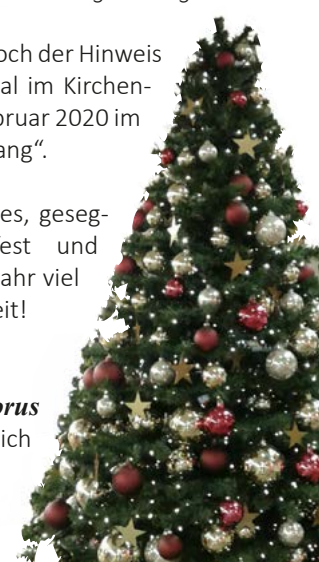 och der Hinweis
al im Kirchen-
bruar 2020 im
ang“.
es, geseg-
est und
ahr viel
eit!
orus
ich